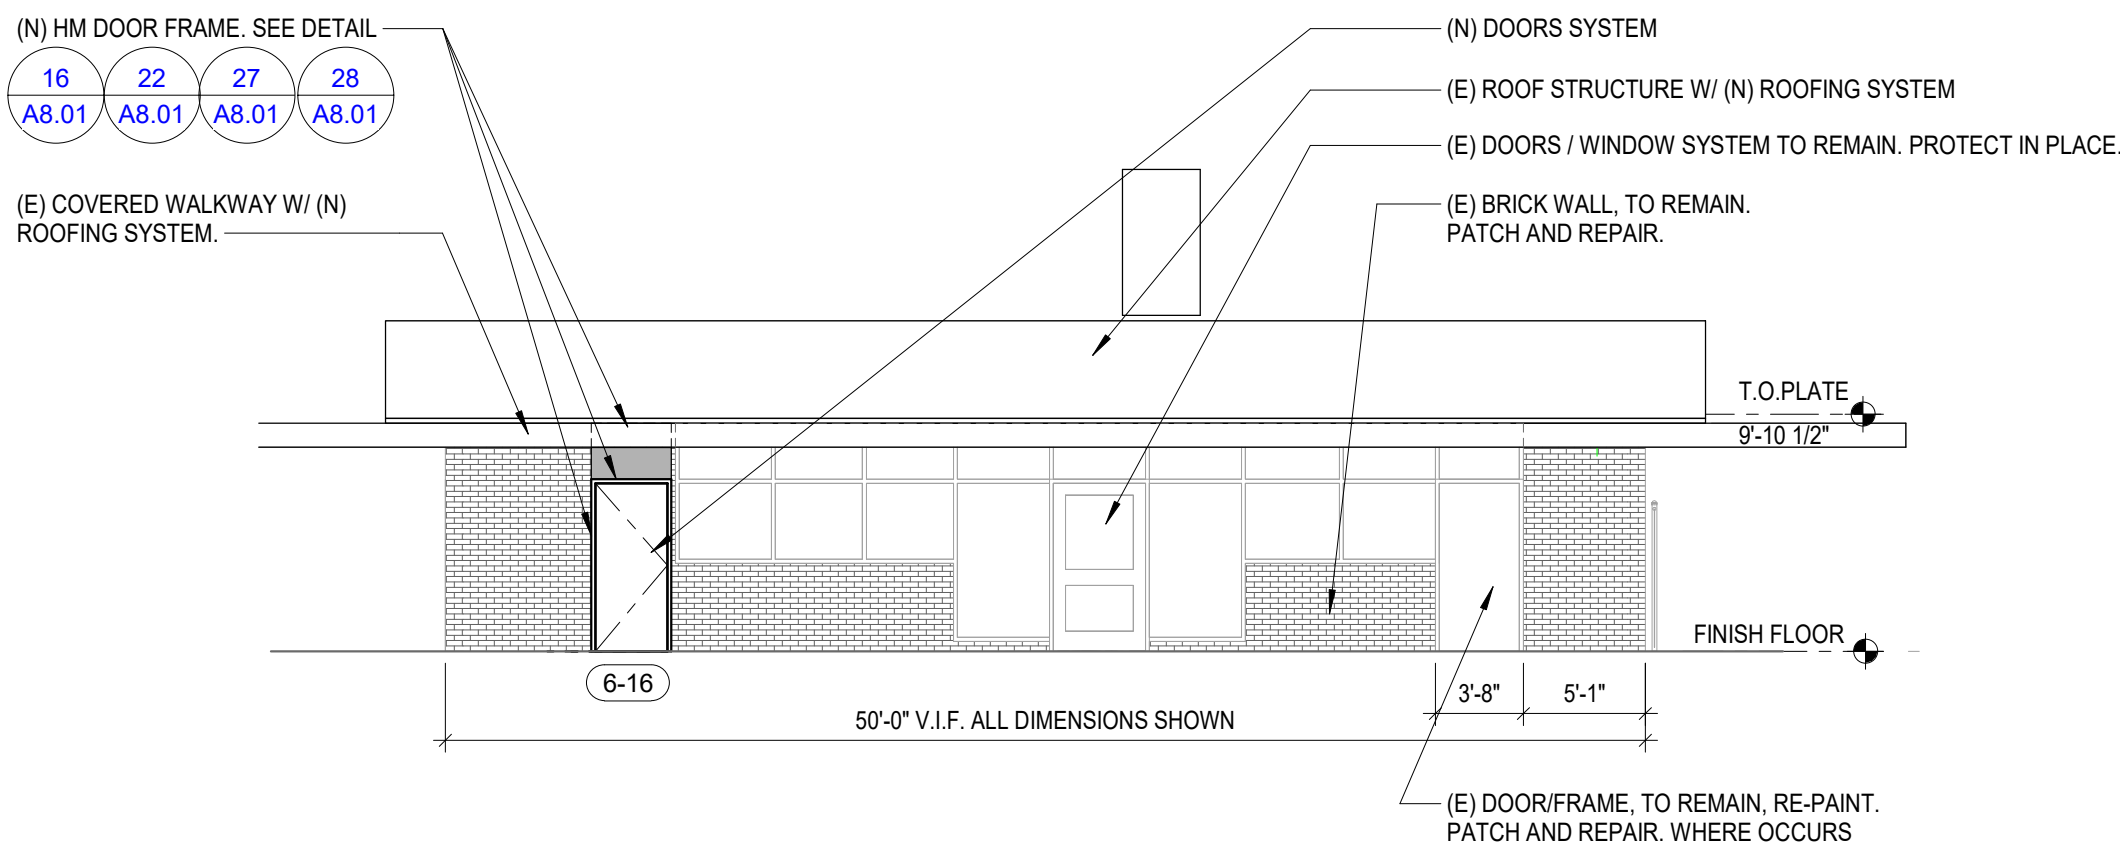 (N) HM DOOR FRAME. SEE DETAIL
16 22 27 28
A8.01 A8.01 A8.01 A8.01
(E) COVERED WALKWAY W/ (N)
ROOFING SYSTEM.
(N) DOORS SYSTEM
(E) ROOF STRUCTURE W/ (N) ROOFING SYSTEM
(E) DOORS / WINDOW SYSTEM TO REMAIN. PROTECT IN PLACE.
(E) BRICK WALL, TO REMAIN.
PATCH AND REPAIR.
T.O.PLATE
9'-10 1/2"
FINISH FLOOR
6-16
3'-8" 5'-1"
50'-0" V.I.F. ALL DIMENSIONS SHOWN
(E) DOOR/FRAME, TO REMAIN, RE-PAINT.
PATCH AND REPAIR. WHERE OCCURS